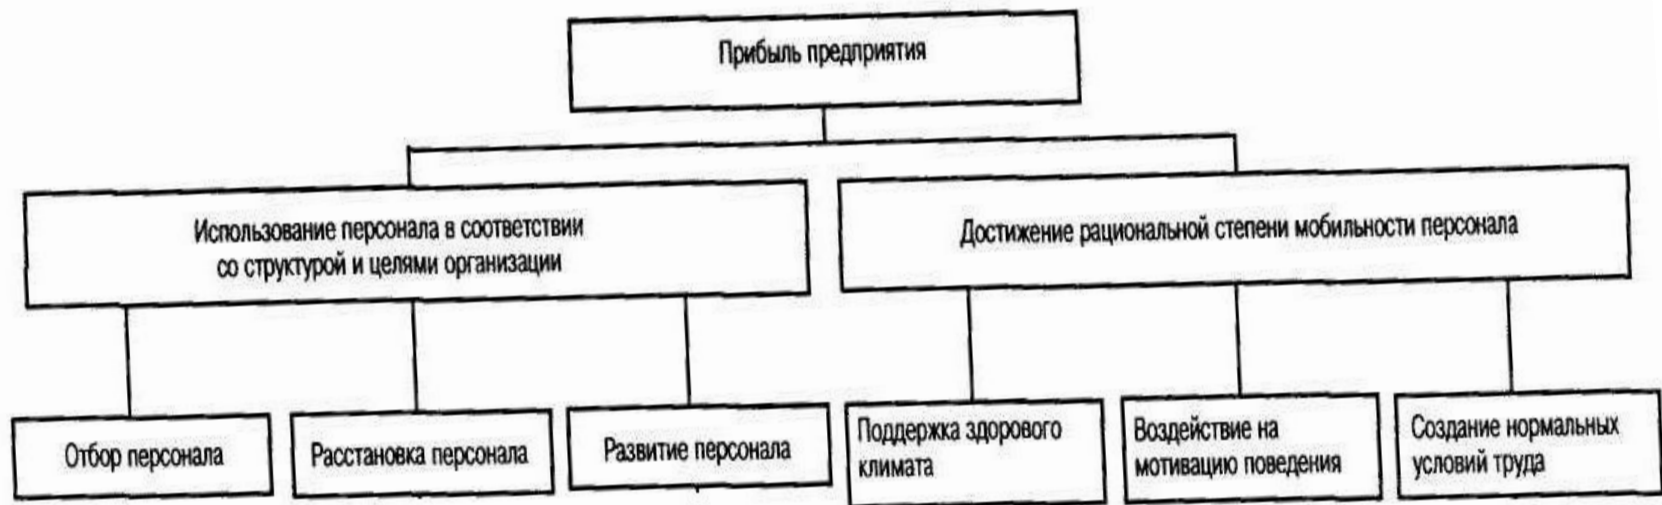 Прибыль предприятия
Использование персонала в соответствии
со структурой и целями организации
Достижение рациональной степени мобильности персонала
Отбор персонала
Расстановка персонала
Развитие персонала
Поддержка здорового
климата
Воздействие на
мотивацию поведения
Создание нормальных
условий труда